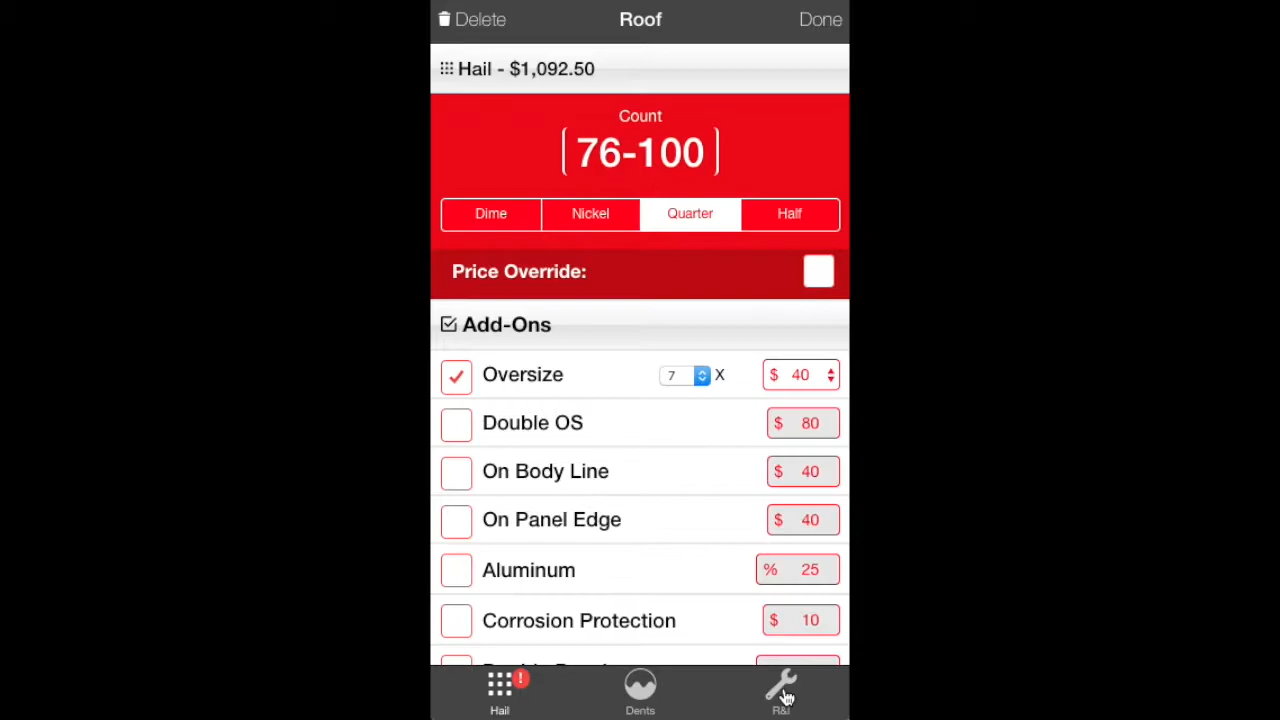 Delete Roof Done
Hail - $1,092.50
Count
76-100
Dime Nickel Quarter Half
Price Override:
Add-Ons
Oversize 7 X $ 40
Double OS $ 80
On Body Line $ 40
On Panel Edge $ 40
Aluminum % 25
Corrosion Protection $ 10
!
Hail Dents R&I